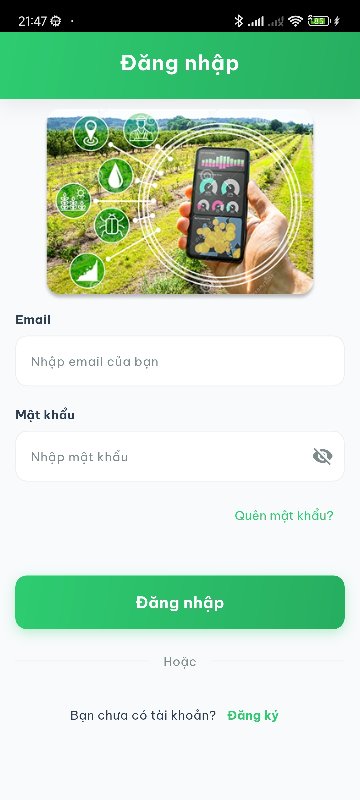 21:47
85
Đăng nhập
Email
Nhập email của bạn
Mật khẩu
Nhập mật khẩu
Quên mật khẩu?
Đăng nhập
Hoặc
Bạn chưa có tài khoản? Đăng ký